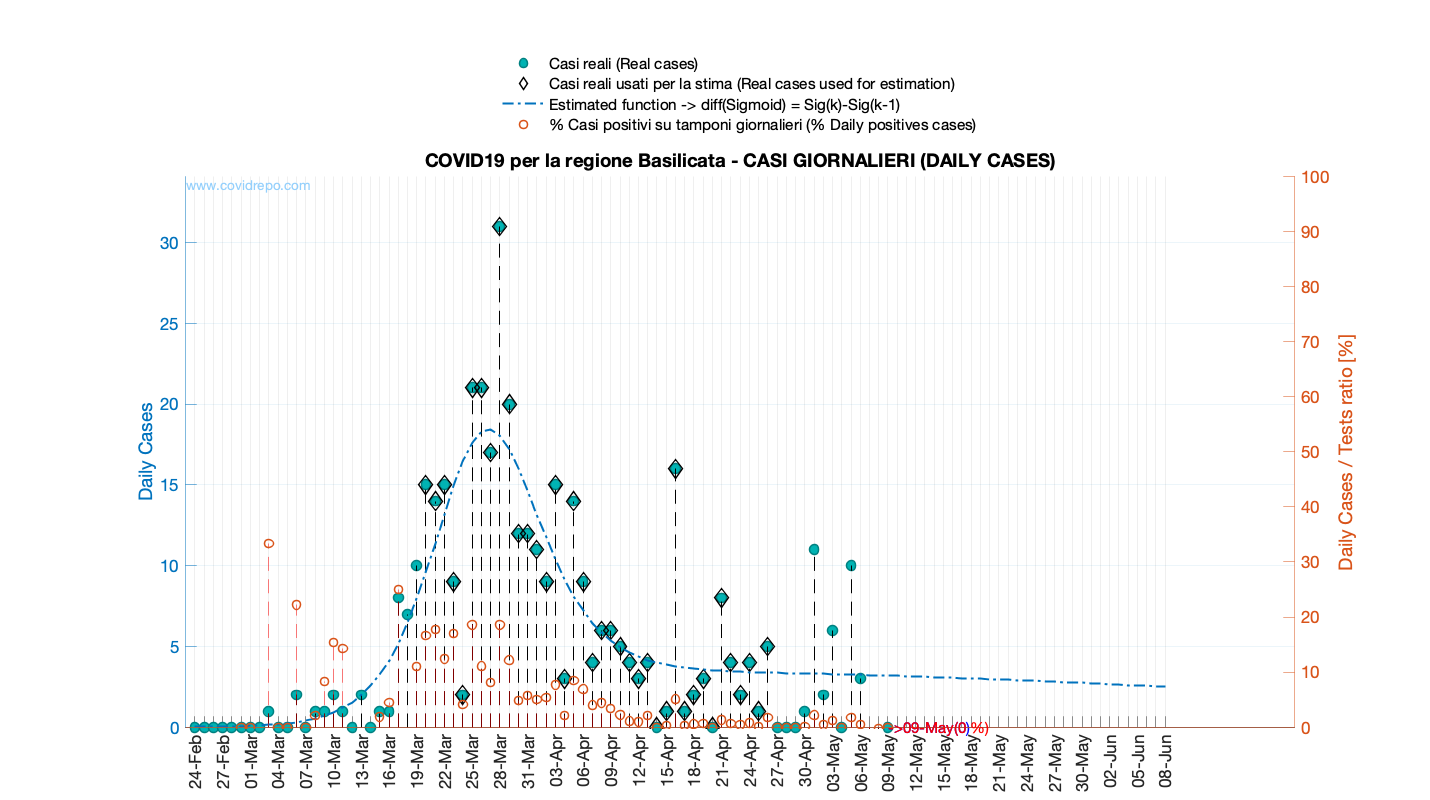 Casi reali (Real cases)
Casi reali usati per la stima (Real cases used for estimation)
Estimated function -> diff(Sigmoid) = Sig(k)-Sig(k-1)
% Casi positivi su tamponi giornalieri (% Daily positives cases)
COVID19 per la regione Basilicata - CASI GIORNALIERI (DAILY CASES)
www.covidrepo.com
Daily Cases
30
25
20
15
10
5
0
100
90
80
70
60
50
40
30
20
10
0
Daily Cases / Tests ratio [%]
->09-May(0)%)
24-Feb
27-Feb
01-Mar
04-Mar
07-Mar
10-Mar
13-Mar
16-Mar
19-Mar
22-Mar
25-Mar
28-Mar
31-Mar
03-Apr
06-Apr
09-Apr
12-Apr
15-Apr
18-Apr
21-Apr
24-Apr
27-Apr
30-Apr
03-May
06-May
09-May
12-May
15-May
18-May
21-May
24-May
27-May
30-May
02-Jun
05-Jun
08-Jun